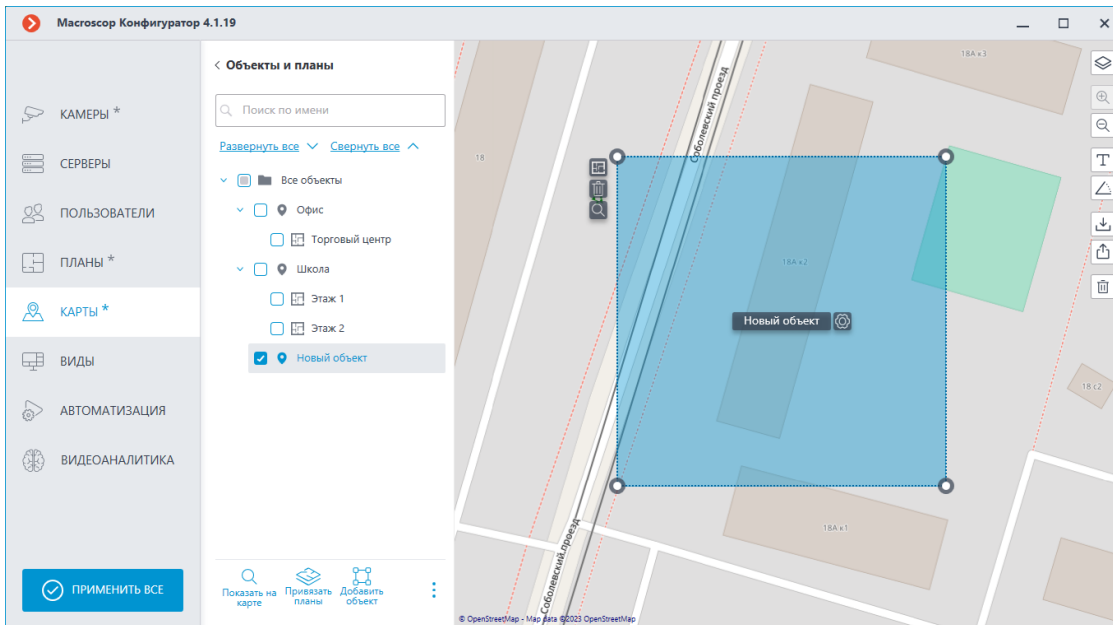 Macroscop Конфигуратор 4.1.19
КАМЕРЫ *
СЕРВЕРЫ
ПОЛЬЗОВАТЕЛИ
ПЛАНЫ *
КАРТЫ *
ВИДЫ
АВТОМАТИЗАЦИЯ
ВИДЕОАНАЛИТИКА
ПРИМЕНИТЬ ВСЕ
Объекты и планы
Поиск по имени
Развернуть все Свернуть все
Все объекты
Офис
Торговый центр
Школа
Этаж 1
Этаж 2
Новый объект
Показать на
карте
Привязать
планы
Добавить
объект
18А к3
Соболевский проезд
18
18А к2
Новый объект
18 с2
18А к1
Соболевский проезд
© OpenStreetMap - Map data ©2023 OpenStreetMap
T